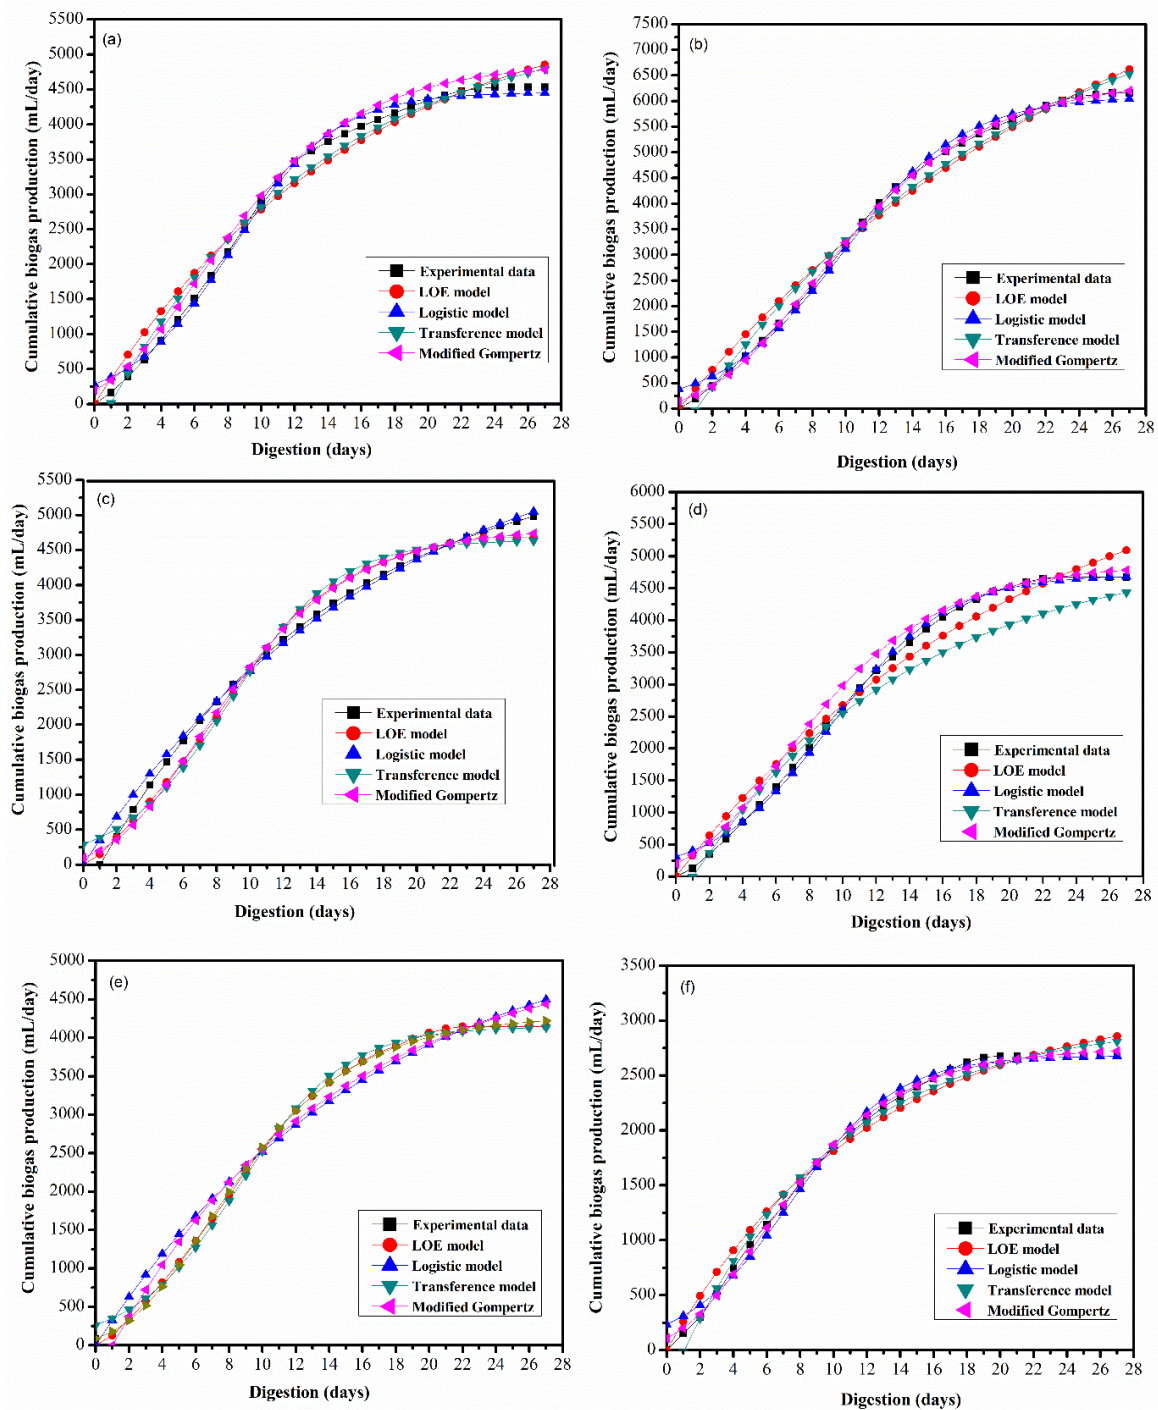 (a)
Cumulative biogas production (mL/day)
5500
5000
4500
4000
3500
3000
2500
2000
1500
1000
500
0
Experimental data
LOE model
Logistic model
Transference model
Modified Gompertz
0 2 4 6 8 10 12 14 16 18 20 22 24 26 28
Digestion (days)
(b)
Cumulative biogas production (mL/day)
7500
7000
6500
6000
5500
5000
4500
4000
3500
3000
2500
2000
1500
1000
500
0
Experimental data
LOE model
Logistic model
Transference model
Modified Gompertz
0 2 4 6 8 10 12 14 16 18 20 22 24 26 28
Digestion (days)
(c)
Cumulative biogas production (mL/day)
5500
5000
4500
4000
3500
3000
2500
2000
1500
1000
500
0
Experimental data
LOE model
Logistic model
Transference model
Modified Gompertz
0 2 4 6 8 10 12 14 16 18 20 22 24 26 28
Digestion (days)
(d)
Cumulative biogas production (mL/day)
6000
5500
5000
4500
4000
3500
3000
2500
2000
1500
1000
500
0
Experimental data
LOE model
Logistic model
Transference model
Modified Gompertz
0 2 4 6 8 10 12 14 16 18 20 22 24 26 28
Digestion (days)
(e)
Cumulative biogas production (mL/day)
5000
4500
4000
3500
3000
2500
2000
1500
1000
500
0
Experimental data
LOE model
Logistic model
Transference model
Modified Gompertz
0 2 4 6 8 10 12 14 16 18 20 22 24 26 28
Digestion (days)
(f)
Cumulative biogas production (mL/day)
3500
3000
2500
2000
1500
1000
500
0
Experimental data
LOE model
Logistic model
Transference model
Modified Gompertz
0 2 4 6 8 10 12 14 16 18 20 22 24 26 28
Digestion (days)